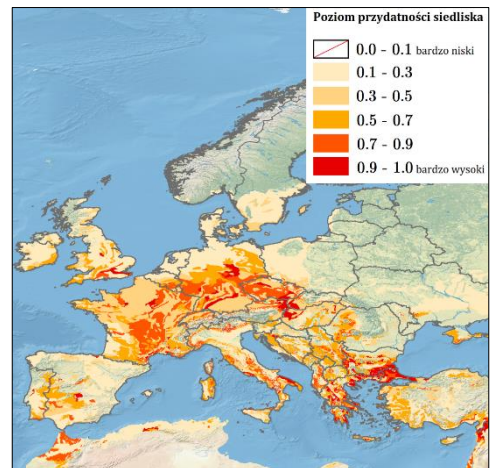 Poziom przydatności siedliska
0.0 - 0.1 bardzo niski
0.1 - 0.3
0.3 - 0.5
0.5 - 0.7
0.7 - 0.9
0.9 - 1.0 bardzo wysoki